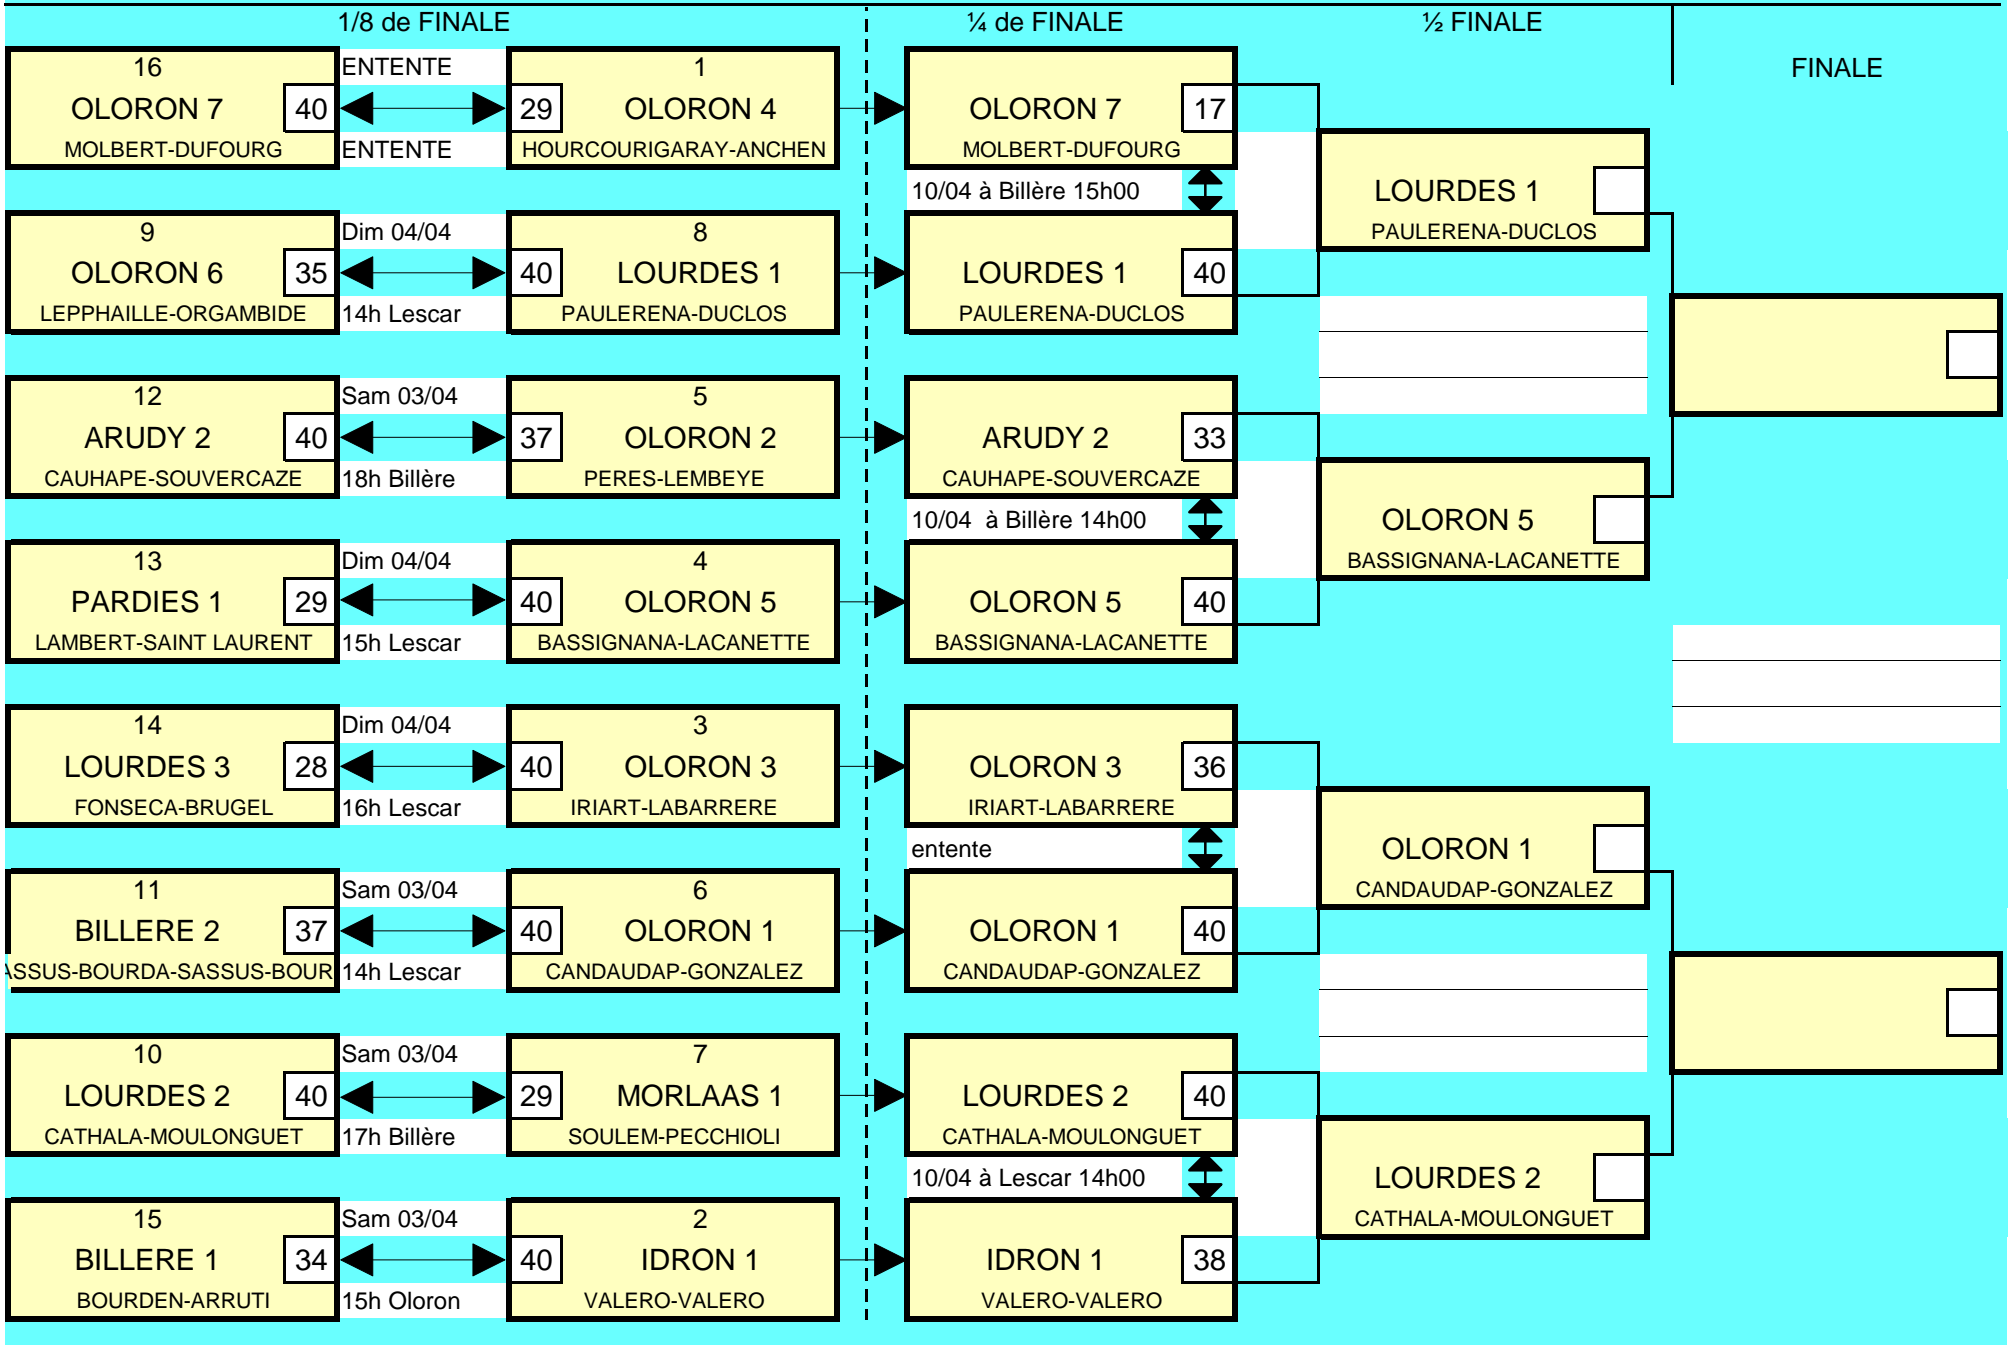 1/8 de FINALE
¼ de FINALE
½ FINALE
FINALE
16
OLORON 7
40
MOLBERT-DUFOURG
ENTENTE
ENTENTE
1
29
OLORON 4
HOURCOURIGARAY-ANCHEN
9
OLORON 6
35
LEPPHAILLE-ORGAMBIDE
Dim 04/04
14h Lescar
8
40
LOURDES 1
PAULERENA-DUCLOS
12
ARUDY 2
40
CAUHAPE-SOUVERCAZE
Sam 03/04
18h Billère
5
37
OLORON 2
PERES-LEMBEYE
13
PARDIES 1
29
LAMBERT-SAINT LAURENT
Dim 04/04
15h Lescar
4
40
OLORON 5
BASSIGNANA-LACANETTE
14
LOURDES 3
28
FONSECA-BRUGEL
Dim 04/04
16h Lescar
3
40
OLORON 3
IRIART-LABARRERE
11
BILLERE 2
37
ASSUS-BOURDA-SASSUS-BOUR
Sam 03/04
14h Lescar
6
40
OLORON 1
CANDAUDAP-GONZALEZ
10
LOURDES 2
40
CATHALA-MOULONGUET
Sam 03/04
17h Billère
7
29
MORLAAS 1
SOULEM-PECCHIOLI
15
BILLERE 1
34
BOURDEN-ARRUTI
Sam 03/04
15h Oloron
2
40
IDRON 1
VALERO-VALERO
OLORON 7
17
MOLBERT-DUFOURG
10/04 à Billère 15h00
LOURDES 1
40
PAULERENA-DUCLOS
ARUDY 2
33
CAUHAPE-SOUVERCAZE
10/04 à Billère 14h00
OLORON 5
40
BASSIGNANA-LACANETTE
OLORON 3
36
IRIART-LABARRERE
entente
OLORON 1
40
CANDAUDAP-GONZALEZ
LOURDES 2
40
CATHALA-MOULONGUET
10/04 à Lescar 14h00
IDRON 1
38
VALERO-VALERO
LOURDES 1
PAULERENA-DUCLOS
OLORON 5
BASSIGNANA-LACANETTE
OLORON 1
CANDAUDAP-GONZALEZ
LOURDES 2
CATHALA-MOULONGUET